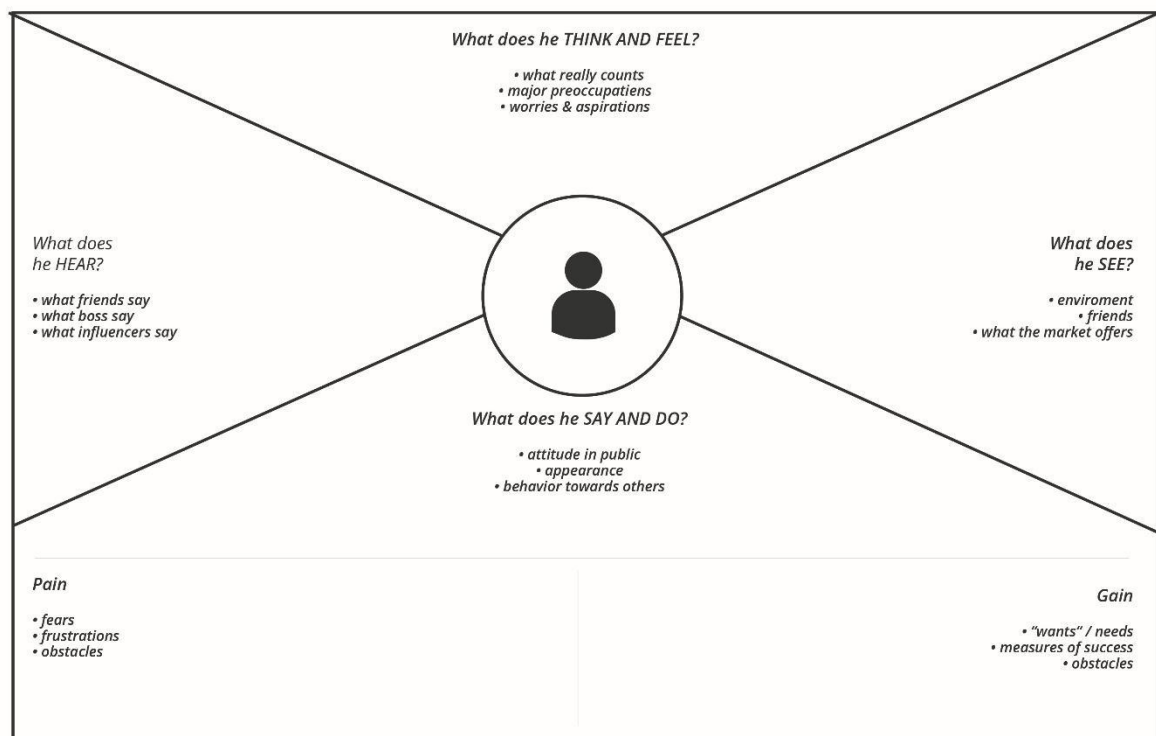 What does he THINK AND FEEL?
• what really counts
• major preoccupatiens
• worries & aspirations
What does
he HEAR?
• what friends say
• what boss say
• what influencers say
What does
he SEE?
• enviroment
• friends
• what the market offers
What does he SAY AND DO?
• attitude in public
• appearance
• behavior towards others
Pain
• fears
• frustrations
• obstacles
Gain
• “wants” / needs
• measures of success
• obstacles